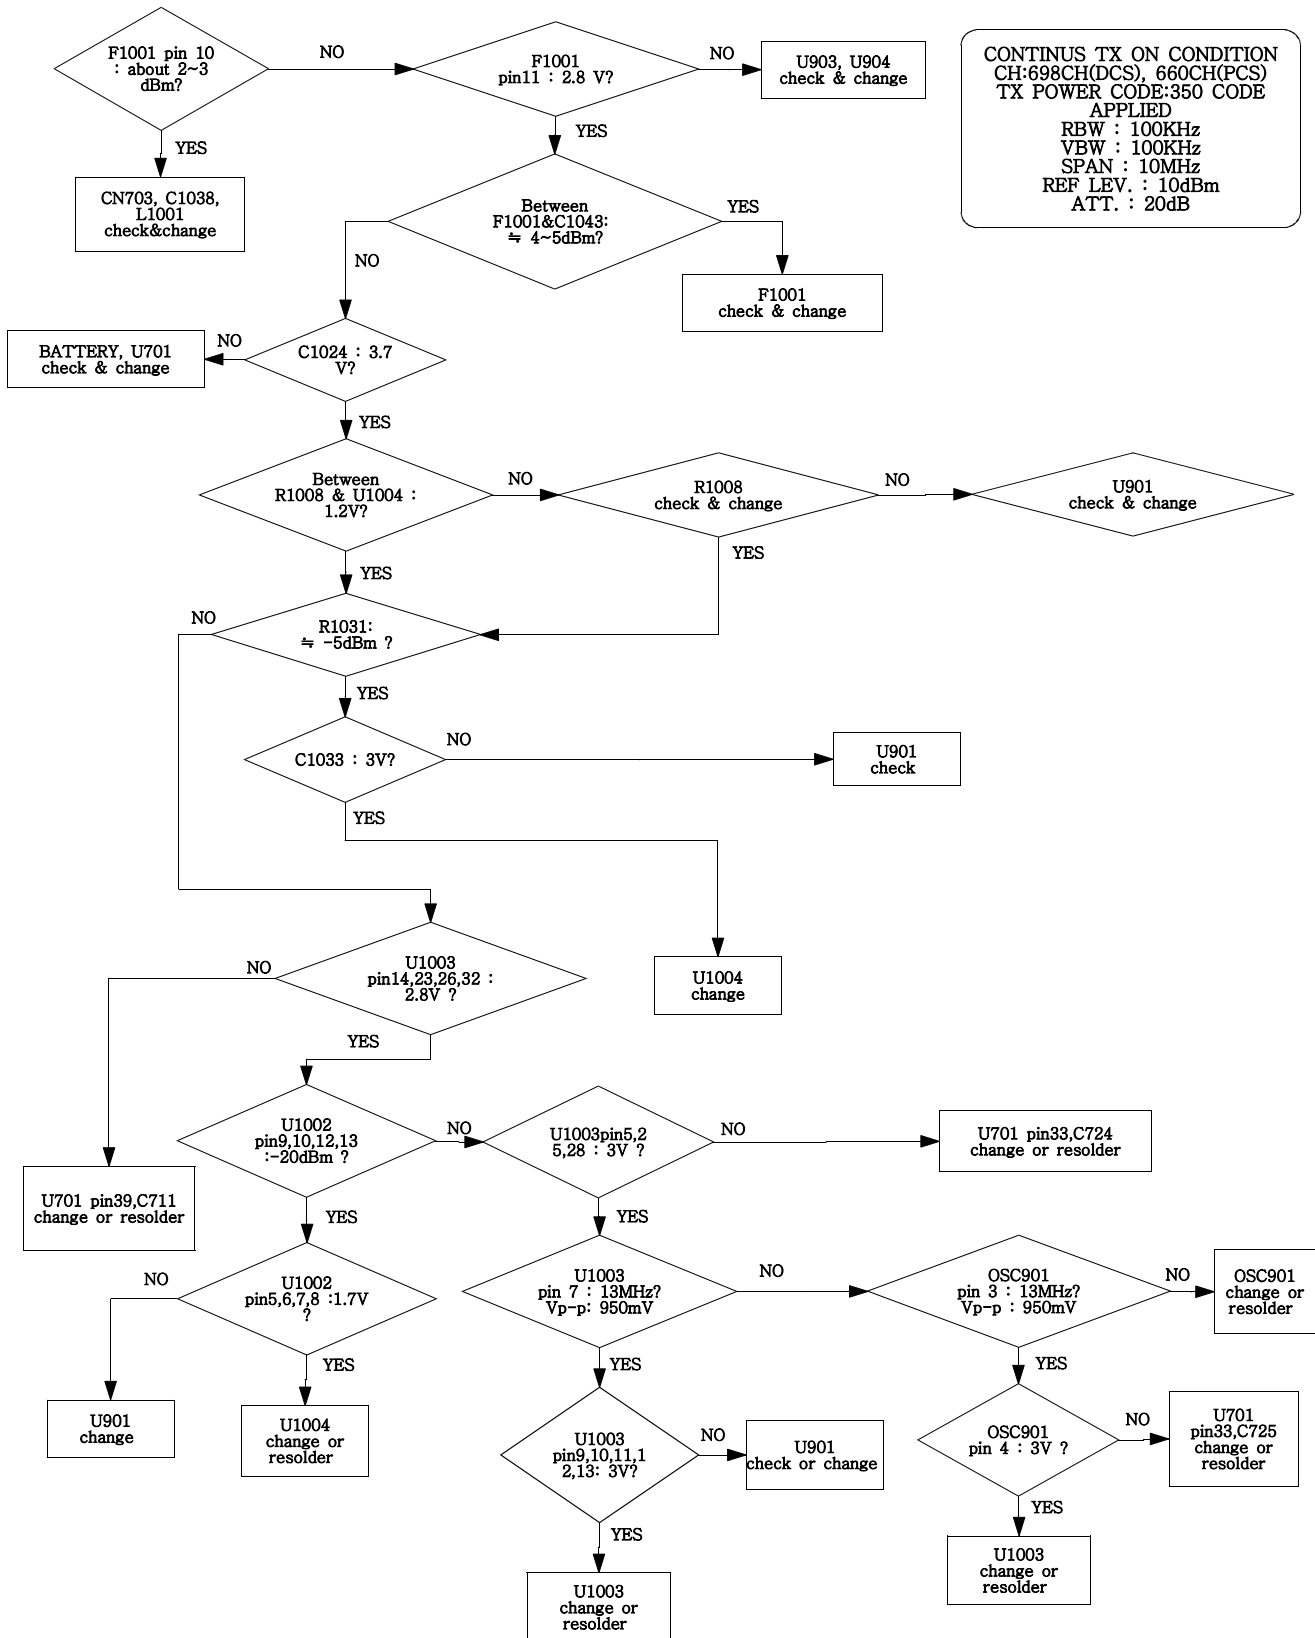 F1001 pin 10
: about 2~3
dBm?
NO
F1001
pin11 : 2.8 V?
NO
U903, U904
check & change
CONTINUS TX ON CONDITION
CH:698CH(DCS), 660CH(PCS)
TX POWER CODE:350 CODE
APPLIED
RBW : 100KHz
VBW : 100KHz
SPAN : 10MHz
REF LEV. : 10dBm
ATT. : 20dB
YES
YES
CN703, C1038,
L1001
check&change
Between
F1001&C1043:
≒ 4~5dBm?
YES
NO
F1001
check & change
BATTERY, U701
check & change
NO
C1024 : 3.7
V?
YES
Between
R1008 & U1004 :
1.2V?
NO
R1008
check & change
NO
U901
check & change
YES
YES
NO
R1031:
≒ -5dBm ?
YES
C1033 : 3V?
NO
U901
check
YES
U1003
pin14,23,26,32 :
2.8V ?
NO
U1004
change
YES
U1002
pin9,10,12,13
:-20dBm ?
NO
U1003pin5,2
5,28 : 3V ?
NO
U701 pin33,C724
change or resolder
U701 pin39,C711
change or resolder
YES
YES
NO
U1002
pin5,6,7,8 :1.7V
?
U1003
pin 7 : 13MHz?
Vp-p: 950mV
NO
OSC901
pin 3 : 13MHz?
Vp-p : 950mV
NO
OSC901
change or
resolder
YES
YES
YES
U901
change
U1004
change or
resolder
U1003
pin9,10,11,1
2,13: 3V?
NO
U901
check or change
OSC901
pin 4 : 3V ?
NO
U701
pin33,C725
change or
resolder
YES
YES
U1003
change or
resolder
U1003
change or
resolder